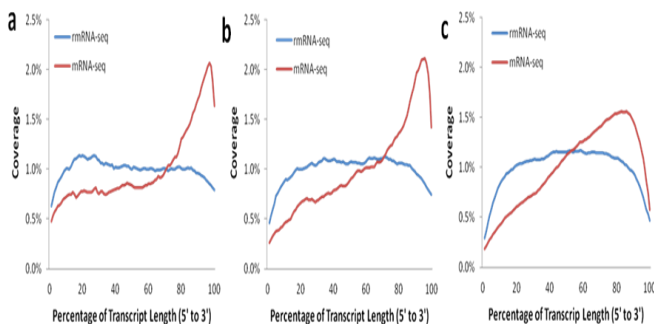 a
2.5%
2.0%
1.5%
1.0%
0.5%
0.0%
Coverage
rmRNA-seq
mRNA-seq
0 20 40 60 80 100
Percentage of Transcript Length (5' to 3')
b
2.5%
2.0%
1.5%
1.0%
0.5%
0.0%
Coverage
rmRNA-seq
mRNA-seq
0 20 40 60 80 100
Percentage of Transcript Length (5' to 3')
c
2.5%
2.0%
1.5%
1.0%
0.5%
0.0%
Coverage
rmRNA-seq
mRNA-seq
0 20 40 60 80 100
Percentage of Transcript Length (5' to 3')